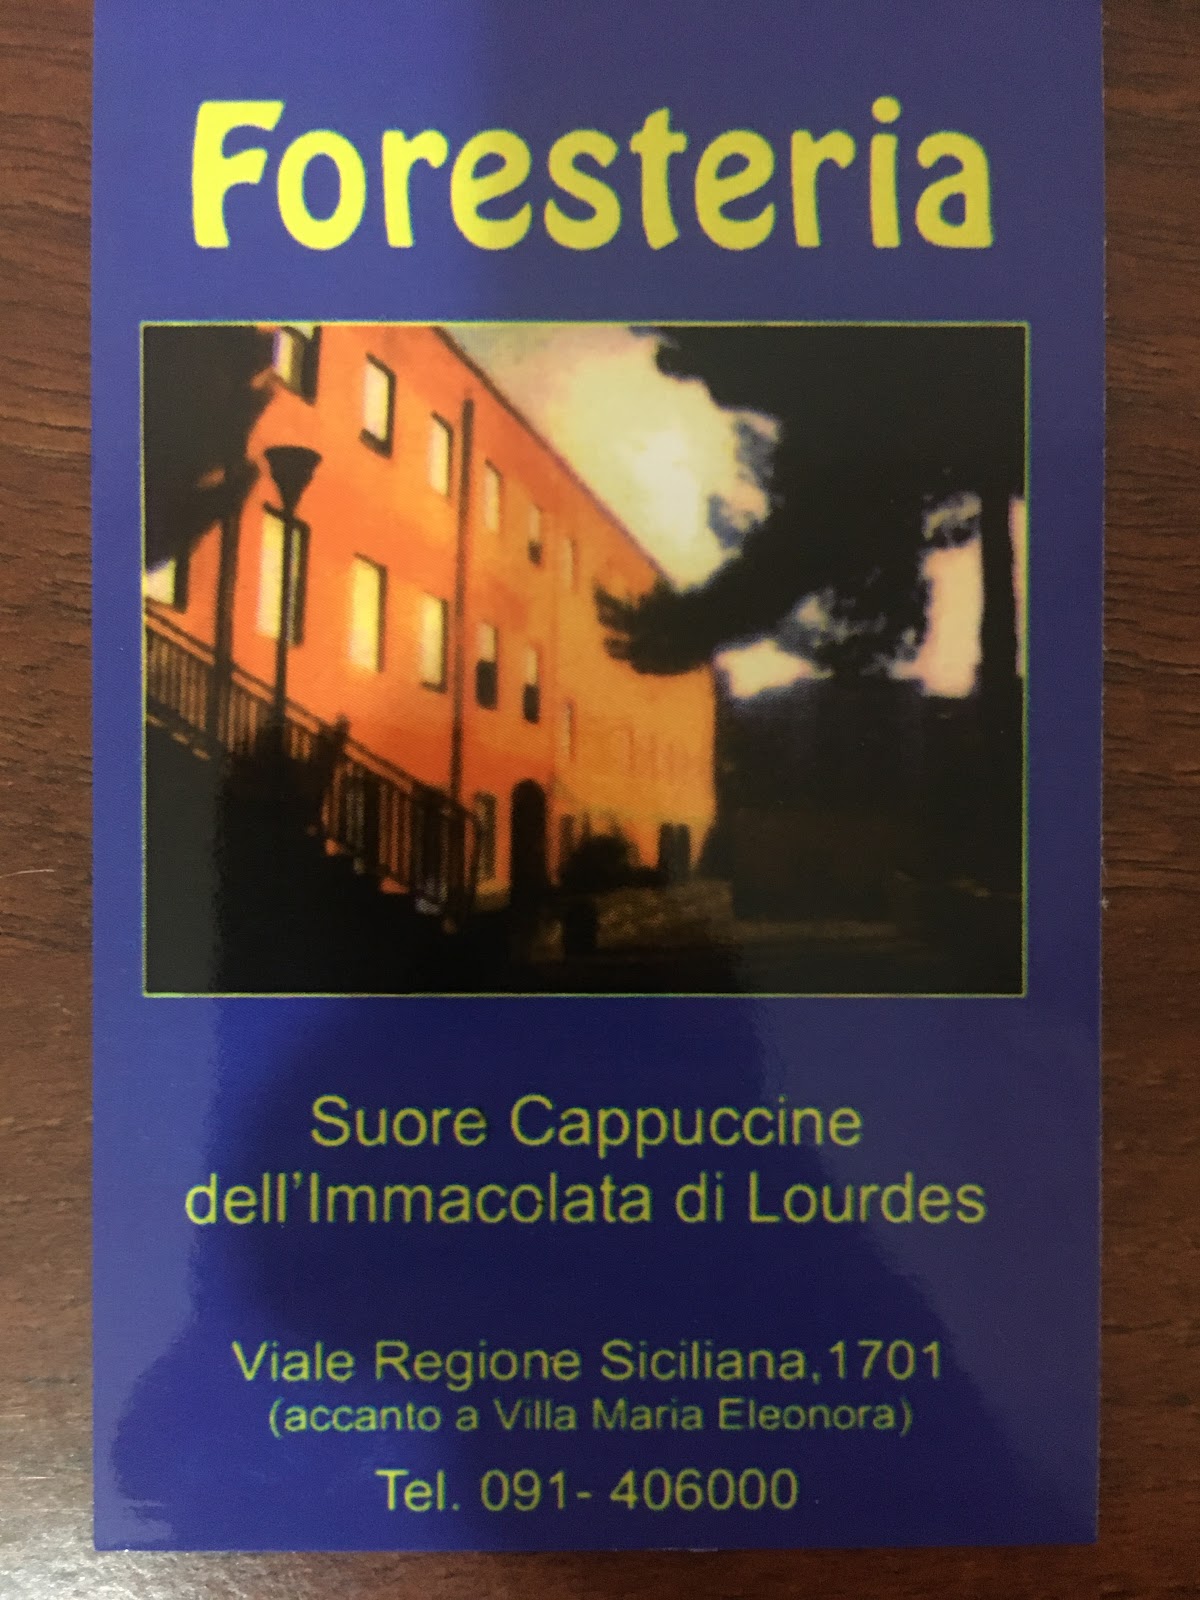 Foresteria
Suore Cappuccine
dell'Immacolata di Lourdes
Viale Regione Siciliana,1701
(accanto a Villa Maria Eleonora)
Tel. 091- 406000